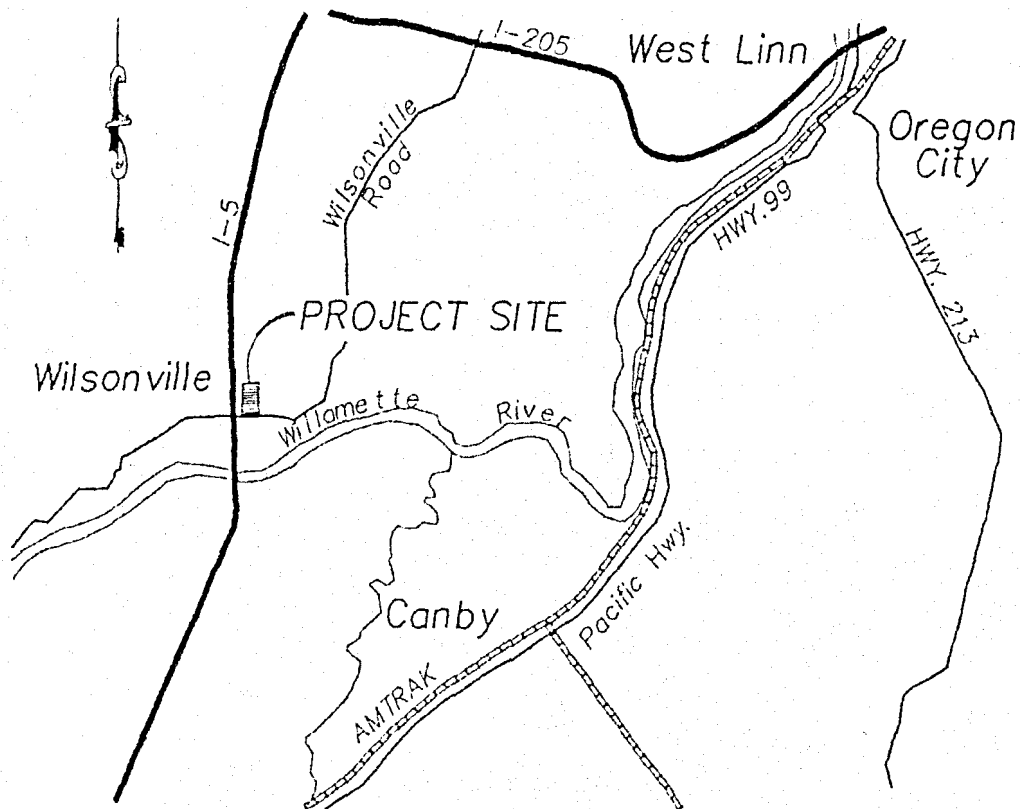 I-205
West Linn
Oregon
City
Wilsonville
Road
I-5
HWY.99
HWY. 213
PROJECT SITE
Wilsonville
Willamette
River
Canby
Pacific Hwy.
AMTRAK